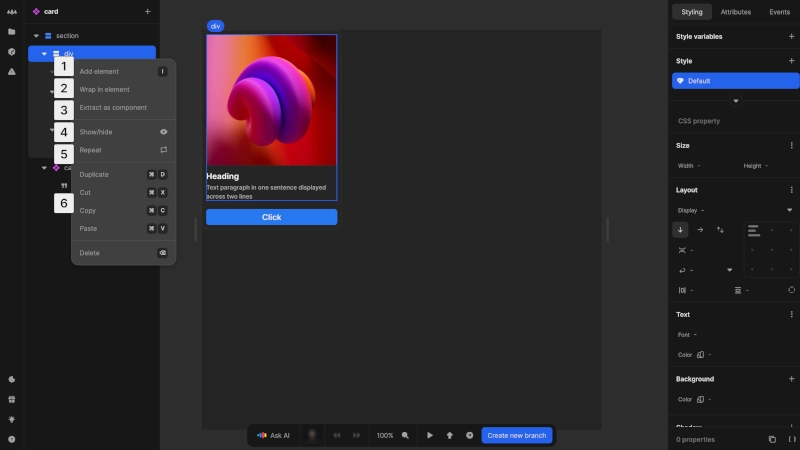 card
Styling
Attributes
Events
section
div
div
1
Add element
I
2
Wrap in element
3
Extract as component
4
Show/hide
5
Repeat
Duplicate
⌘ D
Cut
⌘ X
6
Copy
⌘ C
Paste
⌘ V
Delete
Heading
Text paragraph in one sentence displayed
across two lines
Click
Ask AI
100%
Create new branch
Style variables
Style
Default
CSS property
Size
Width -
Height -
Layout
Display -
Text
Font -
Color -
Background
Color -
0 properties